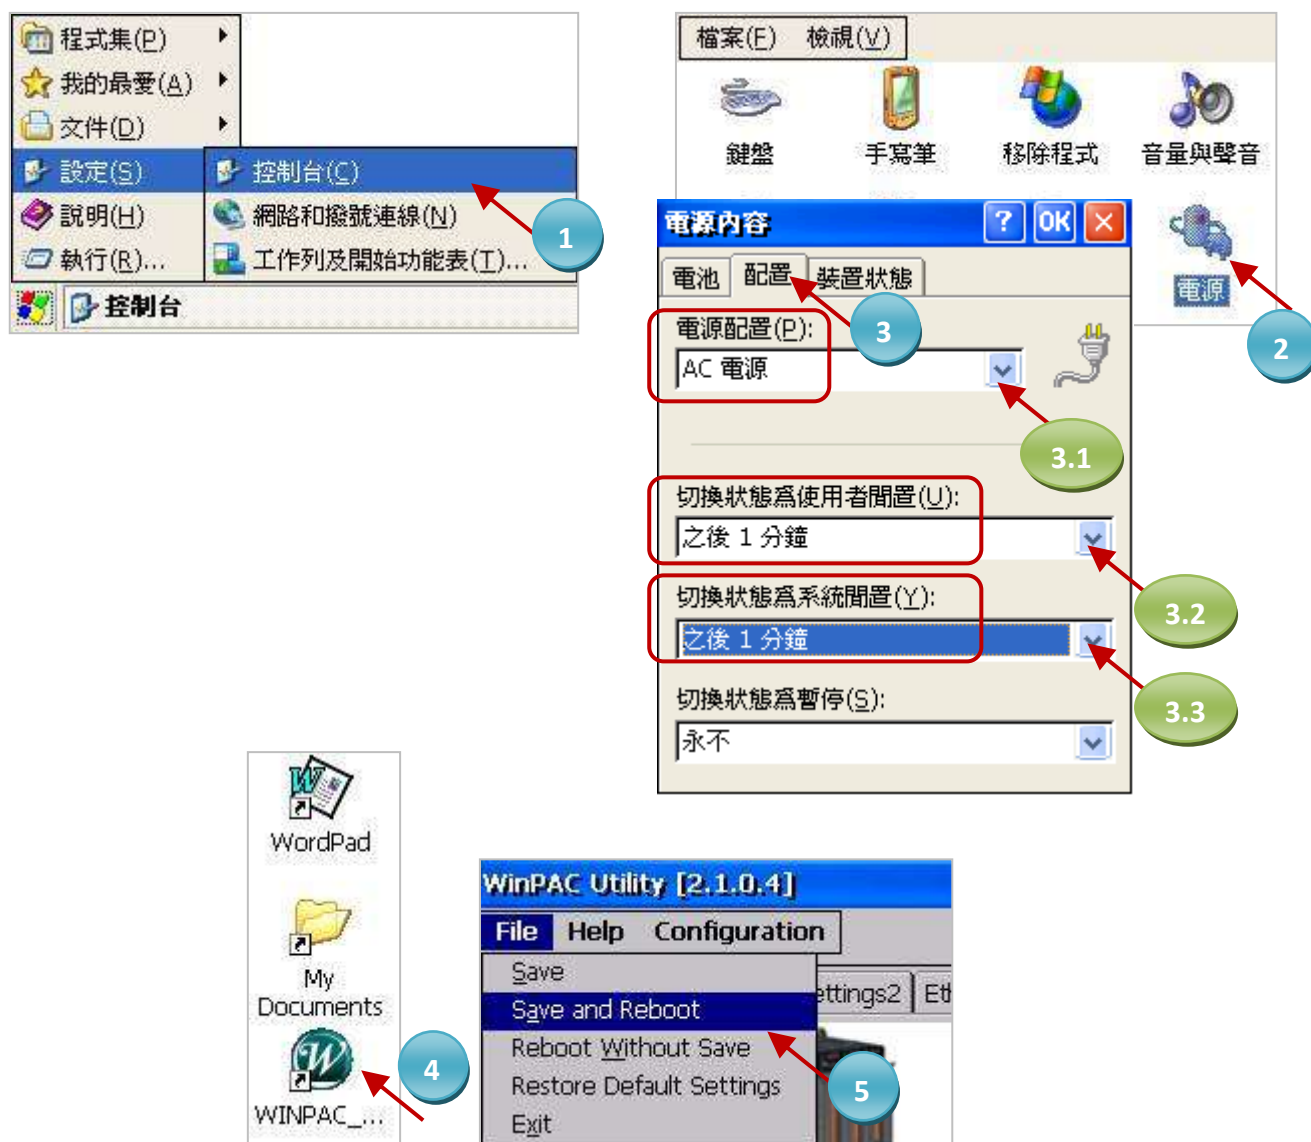 程式集(P)
我的最愛(A)
文件(D)
設定(S)
說明(H)
執行(R)...
控制台(C)
網路和撥號連線(N)
工作列及開始功能表(T)...
控制台
1
檔案(F) 檢視(V)
鍵盤
手寫筆
移除程式
音量與聲音
電源
2
電源內容
? OK
電池 配置 裝置狀態
3
電源配置(P):
AC 電源
3.1
切換狀態為使用者閒置(U):
之後 1 分鐘
3.2
切換狀態為系統閒置(Y):
之後 1 分鐘
3.3
切換狀態為暫停(S):
永不
WordPad
My
Documents
WINPAC_...
4
WinPAC Utility [2.1.0.4]
File Help Configuration
Save
Save and Reboot
Reboot Without Save
Restore Default Settings
Exit
ettings2
Eth
5